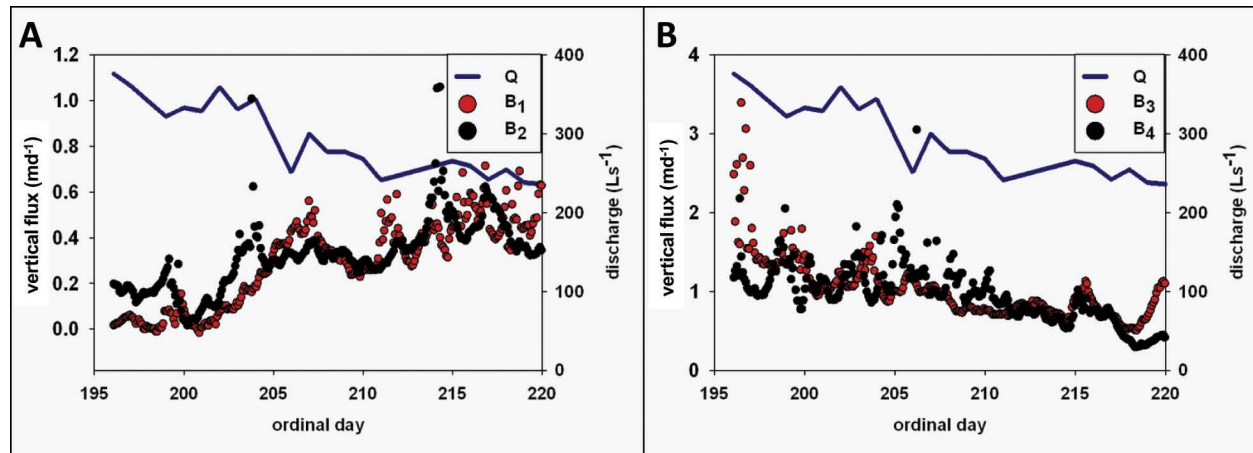 A
B
Q
B1
B2
Q
B3
B4
1.2
1.0
0.8
0.6
0.4
0.2
0.0
vertical flux (md-1)
400
300
200
100
0
discharge (Ls-1)
195 200 205 210 215 220
ordinal day
4
3
2
1
0
vertical flux (md-1)
400
300
200
100
0
discharge (Ls-1)
195 200 205 210 215 220
ordinal day